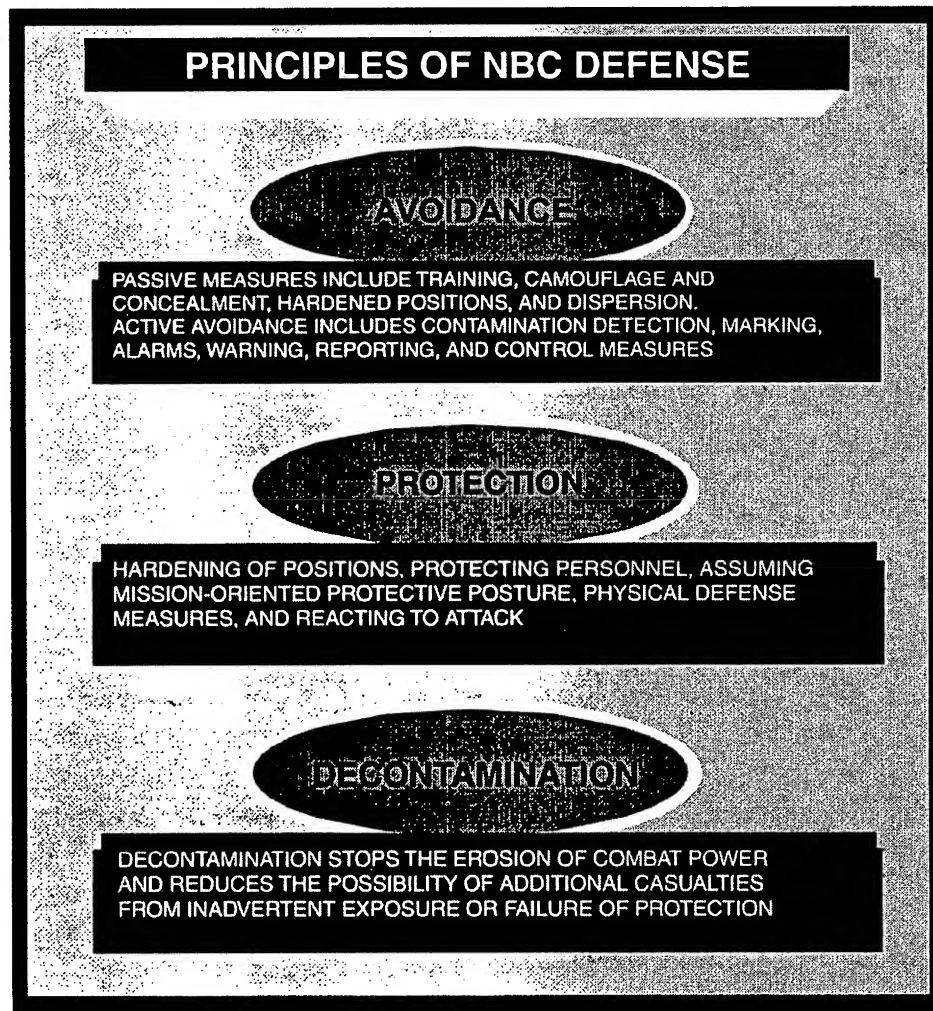 PRINCIPLES OF NBC DEFENSE
AVOIDANCE
PASSIVE MEASURES INCLUDE TRAINING, CAMOUFLAGE AND
CONCEALMENT, HARDENED POSITIONS, AND DISPERSION.
ACTIVE AVOIDANCE INCLUDES CONTAMINATION DETECTION, MARKING,
ALARMS, WARNING, REPORTING, AND CONTROL MEASURES
PROTECTION
HARDENING OF POSITIONS, PROTECTING PERSONNEL, ASSUMING
MISSION-ORIENTED PROTECTIVE POSTURE, PHYSICAL DEFENSE
MEASURES, AND REACTING TO ATTACK
DECONTAMINATION
DECONTAMINATION STOPS THE EROSION OF COMBAT POWER
AND REDUCES THE POSSIBILITY OF ADDITIONAL CASUALTIES
FROM INADVERTENT EXPOSURE OR FAILURE OF PROTECTION